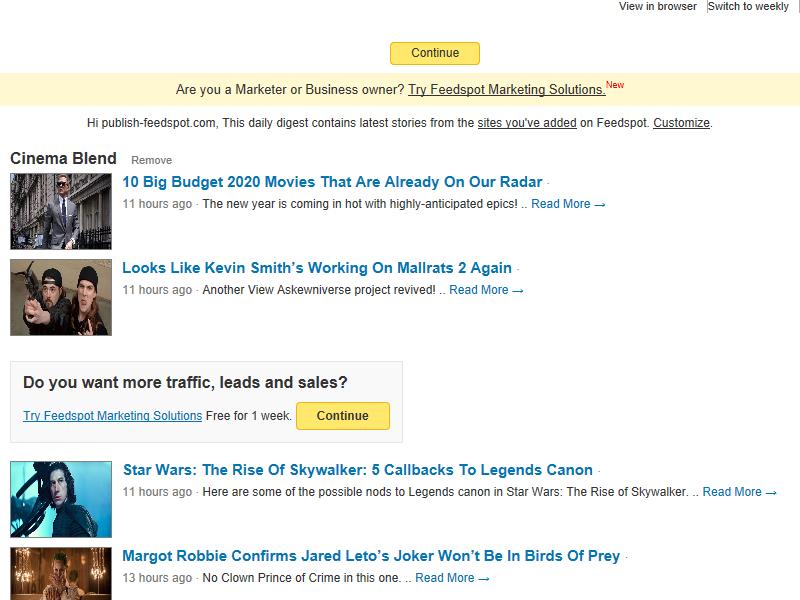 View in browser | Switch to weekly
Continue
Are you a Marketer or Business owner? Try Feedspot Marketing Solutions.New
Hi publish-feedspot.com, This daily digest contains latest stories from the sites you've added on Feedspot. Customize.
Cinema Blend Remove
10 Big Budget 2020 Movies That Are Already On Our Radar ·
11 hours ago · The new year is coming in hot with highly-anticipated epics! .. Read More →
Looks Like Kevin Smith’s Working On Mallrats 2 Again ·
11 hours ago · Another View Askewniverse project revived! .. Read More →
Do you want more traffic, leads and sales?
Try Feedspot Marketing Solutions Free for 1 week. Continue
Star Wars: The Rise Of Skywalker: 5 Callbacks To Legends Canon ·
11 hours ago · Here are some of the possible nods to Legends canon in Star Wars: The Rise of Skywalker. .. Read More →
Margot Robbie Confirms Jared Leto’s Joker Won’t Be In Birds Of Prey ·
13 hours ago · No Clown Prince of Crime in this one. .. Read More →